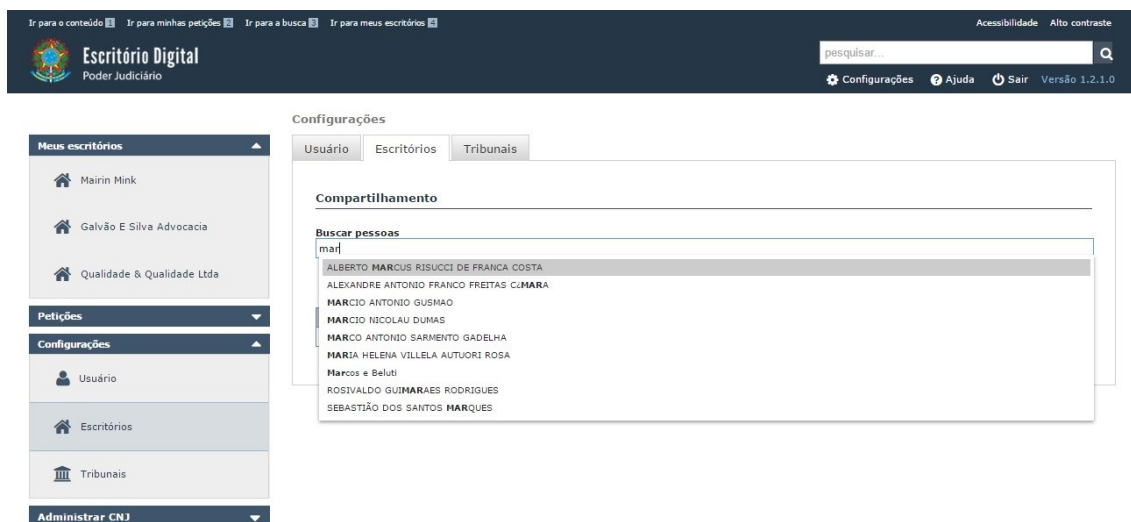 Ir para o conteúdo 1 Ir para minhas petições 2 Ir para a busca 3 Ir para meus escritórios 4 Acessibilidade Alto contraste
Escritório Digital
Poder Judiciário
pesquisar...
Configurações Ajuda Sair Versão 1.2.1.0
Meus escritórios
Mairin Mink
Galvão E Silva Advocacia
Qualidade & Qualidade Ltda
Petições
Configurações
Usuário
Escritórios
Tribunais
Administrar CNJ
Configurações
Usuário Escritórios Tribunais
Compartilhamento
Buscar pessoas
mar
ALBERTO MARCUS RISUCCI DE FRANCA COSTA
ALEXANDRE ANTONIO FRANCO FREITAS C¿MARA
MARCIO ANTONIO GUSMAO
MARCIO NICOLAU DUMAS
MARCO ANTONIO SARMENTO GADELHA
MARIA HELENA VILLELA AUTUORI ROSA
Marcos e Beluti
ROSIVALDO GUIMARAES RODRIGUES
SEBASTIÃO DOS SANTOS MARQUES